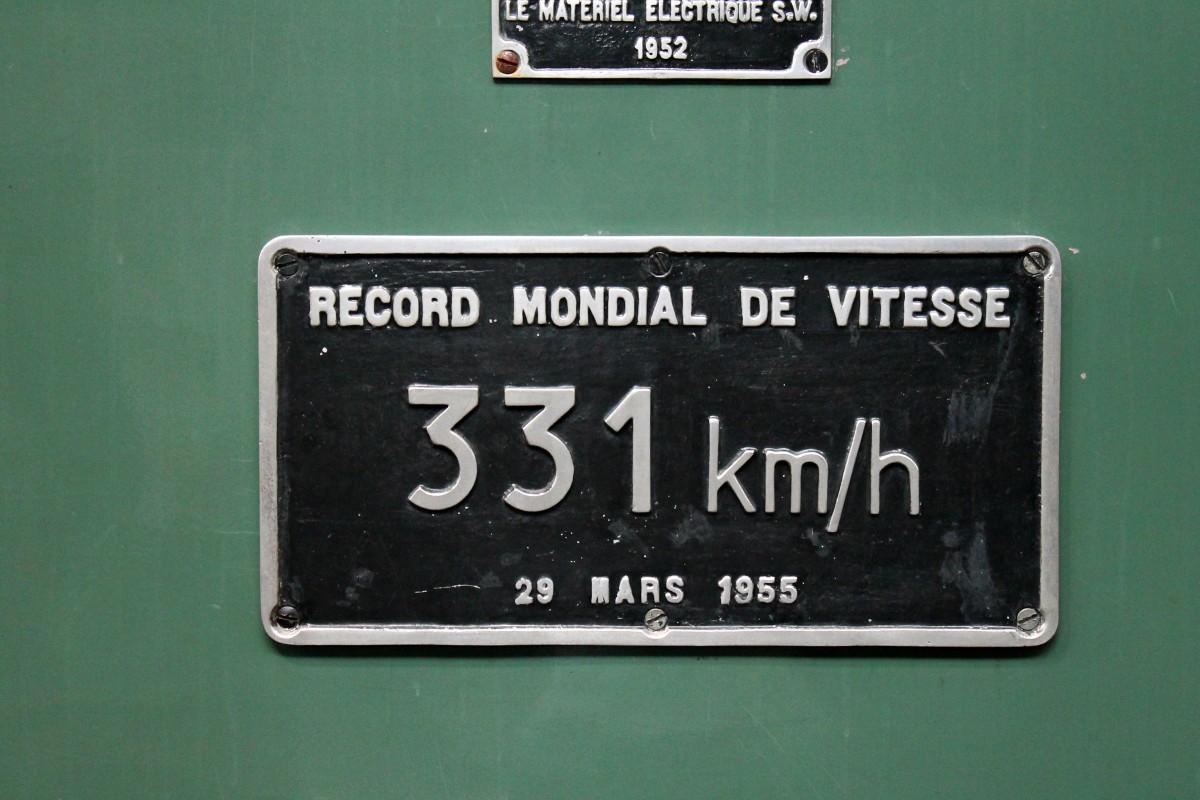 LE MATERIEL ELECTRIQUE S.W.
1952
RECORD MONDIAL DE VITESSE
331 km/h
29 MARS 1955